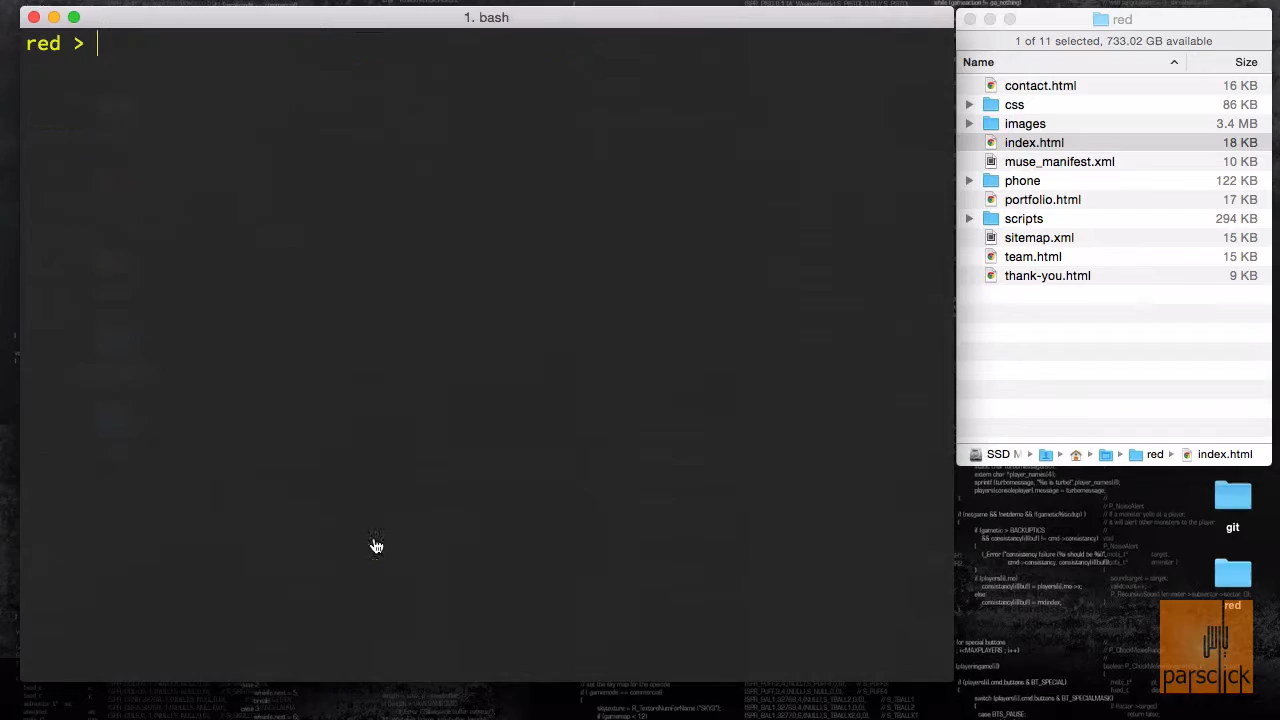 1. bash
red >
red
1 of 11 selected, 733.02 GB available
Name Size
contact.html 16 KB
css 86 KB
images 3.4 MB
index.html 18 KB
muse_manifest.xml 10 KB
phone 122 KB
portfolio.html 17 KB
scripts 294 KB
sitemap.xml 15 KB
team.html 15 KB
thank-you.html 9 KB
SSD M red index.html
git
red
پارس
parsclick